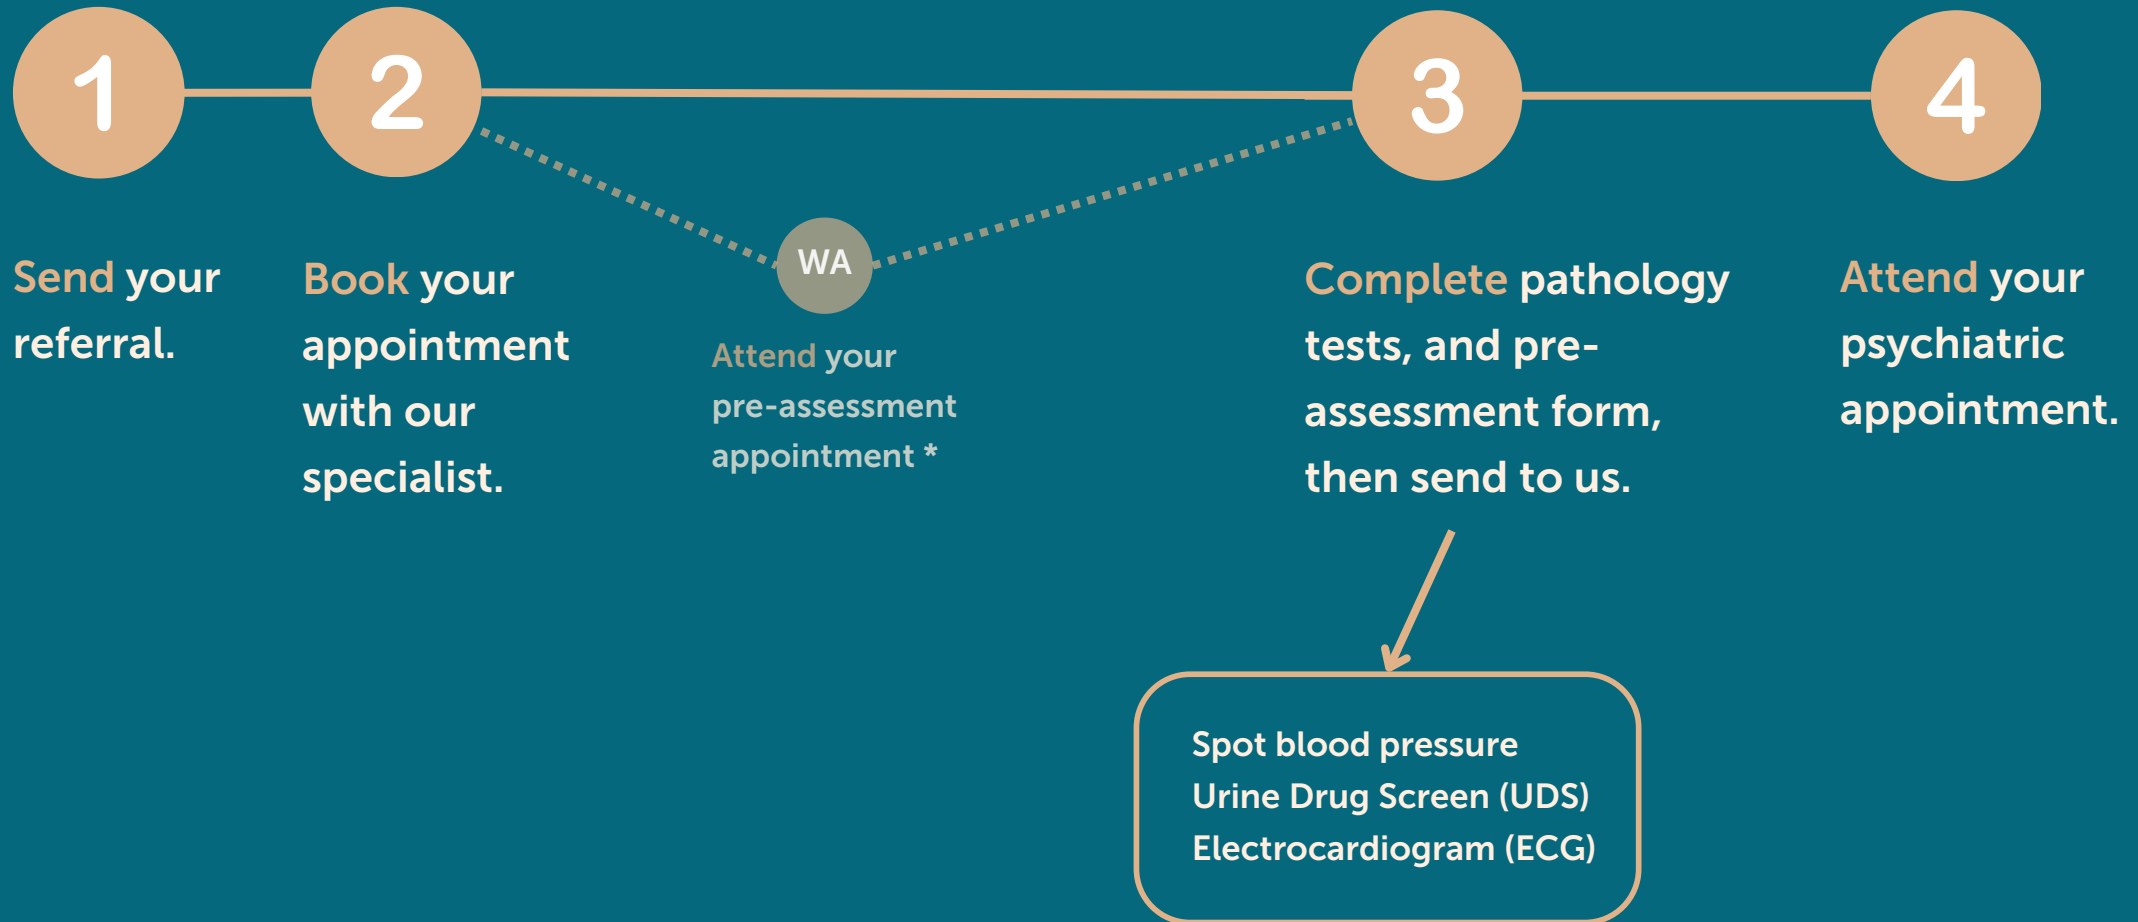 1
2
3
4
Send your
referral.
Book your
appointment
with our
specialist.
WA
Attend your
pre-assessment
appointment *
Complete pathology
tests, and pre-
assessment form,
then send to us.
Attend your
psychiatric
appointment.
Spot blood pressure
Urine Drug Screen (UDS)
Electrocardiogram (ECG)